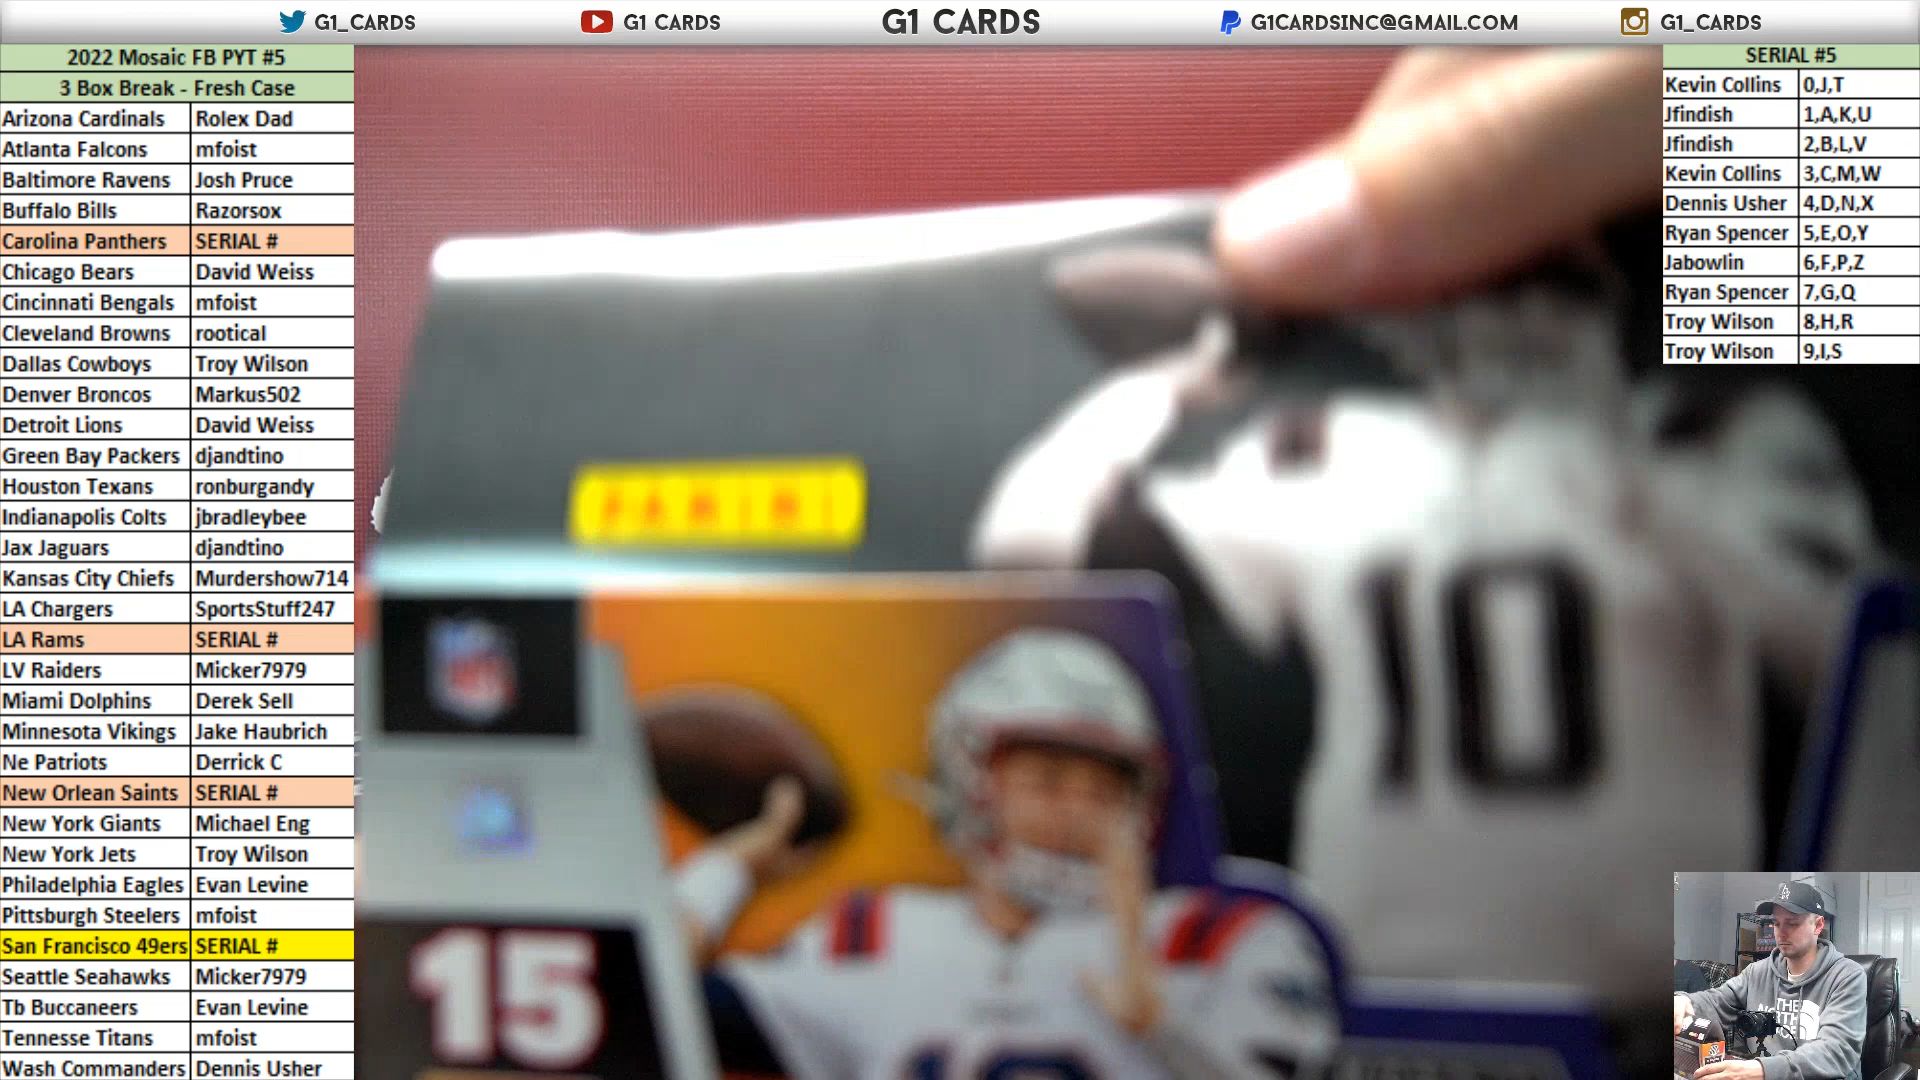 G1_CARDS G1 CARDS G1 CARDS G1CARDSINC@GMAIL.COM G1_CARDS
2022 Mosaic FB PYT #5
3 Box Break - Fresh Case
Arizona Cardinals Rolex Dad
Atlanta Falcons mfoist
Baltimore Ravens Josh Pruce
Buffalo Bills Razorsox
Carolina Panthers SERIAL #
Chicago Bears David Weiss
Cincinnati Bengals mfoist
Cleveland Browns rootical
Dallas Cowboys Troy Wilson
Denver Broncos Markus502
Detroit Lions David Weiss
Green Bay Packers djandtino
Houston Texans ronburgandy
Indianapolis Colts jbradleybee
Jax Jaguars djandtino
Kansas City Chiefs Murdershow714
LA Chargers SportsStuff247
LA Rams SERIAL #
LV Raiders Micker7979
Miami Dolphins Derek Sell
Minnesota Vikings Jake Haubrich
Ne Patriots Derrick C
New Orlean Saints SERIAL #
New York Giants Michael Eng
New York Jets Troy Wilson
Philadelphia Eagles Evan Levine
Pittsburgh Steelers mfoist
San Francisco 49ers SERIAL #
Seattle Seahawks Micker7979
Tb Buccaneers Evan Levine
Tennesse Titans mfoist
Wash Commanders Dennis Usher
PANINI
10
NFL
15
SERIAL #5
Kevin Collins 0,J,T
Jfindish 1,A,K,U
Jfindish 2,B,L,V
Kevin Collins 3,C,M,W
Dennis Usher 4,D,N,X
Ryan Spencer 5,E,O,Y
Jabowlin 6,F,P,Z
Ryan Spencer 7,G,Q
Troy Wilson 8,H,R
Troy Wilson 9,I,S
THE
NORTH